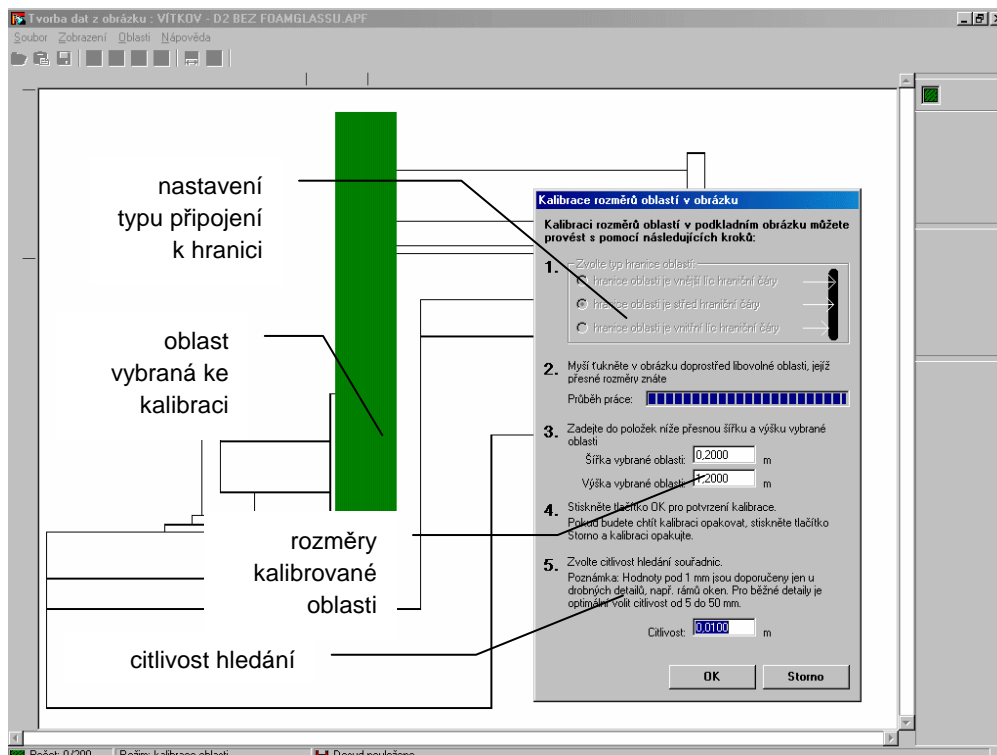 Tvorba dat z obrázku : VÍTKOV - D2 BEZ FOAMGLASSU.APF
Soubor Zobrazení Oblasti Nápověda
nastavení
typu připojení
k hranici
oblast
vybraná ke
kalibraci
rozměry
kalibrované
oblasti
citlivost hledání
Kalibrace rozměrů oblastí v obrázku
Kalibraci rozměrů oblastí v podkladním obrázku můžete
provést s pomocí následujících kroků:
1.
Zvolte typ hranice oblastí:
hranice oblasti je vnější líc hraniční čáry
hranice oblasti je střed hraniční čáry
hranice oblasti je vnitřní líc hraniční čáry
2. Myší ťukněte v obrázku doprostřed libovolné oblasti, jejíž
přesné rozměry znáte
Průběh práce:
3. Zadejte do položek níže přesnou šířku a výšku vybrané
oblasti
Šířka vybrané oblasti: 0,2000 m
Výška vybrané oblasti: 1,2000 m
4. Stiskněte tlačítko OK pro potvrzení kalibrace.
Pokud budete chtít kalibraci opakovat, stiskněte tlačítko
Storno a kalibraci opakujte.
5. Zvolte citlivost hledání souřadnic.
Poznámka: Hodnoty pod 1 mm jsou doporučeny jen u
drobných detailů, např. rámů oken. Pro běžné detaily je
optimální volit citlivost od 5 do 50 mm.
Citlivost: 0,0100 m
OK Storno
Počet: 0/200 Režim: kalibrace oblasti Dosud neuloženo